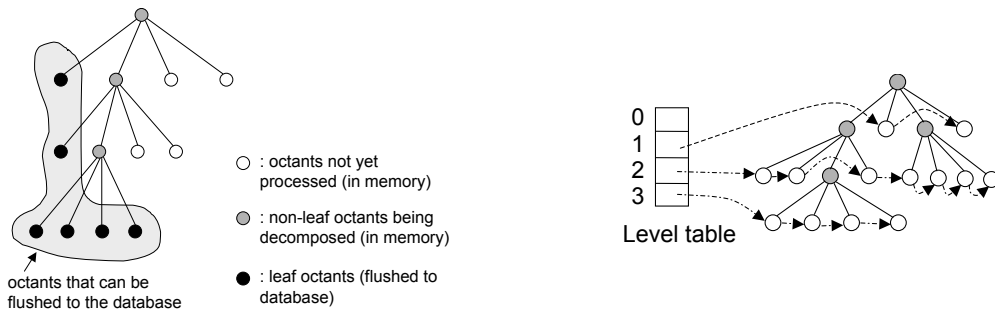 : octants not yet
processed (in memory)
: non-leaf octants being
decomposed (in memory)
: leaf octants (flushed to
database)
octants that can be
flushed to the database
0
1
2
3
Level table